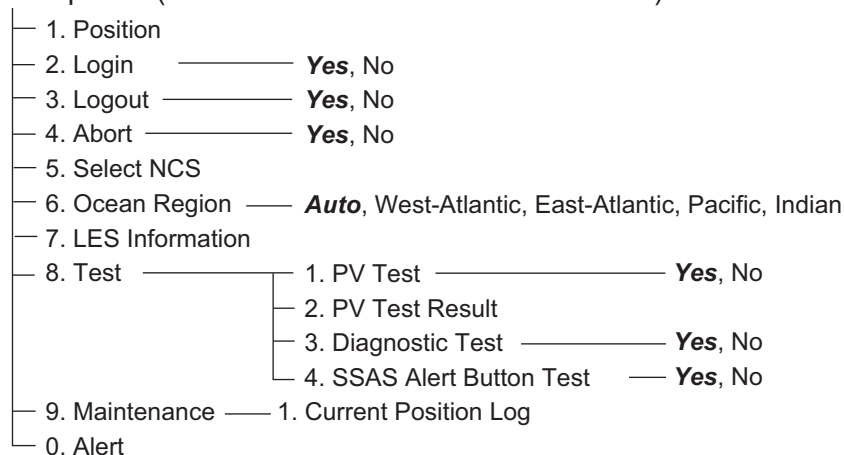 1. Position
2. Login Yes, No
3. Logout Yes, No
4. Abort Yes, No
5. Select NCS
6. Ocean Region Auto, West-Atlantic, East-Atlantic, Pacific, Indian
7. LES Information
8. Test 1. PV Test Yes, No
2. PV Test Result
3. Diagnostic Test Yes, No
4. SSAS Alert Button Test Yes, No
9. Maintenance 1. Current Position Log
0. Alert